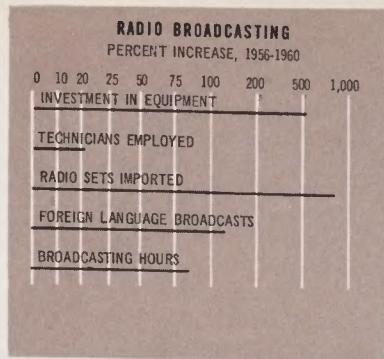 RADIO BROADCASTING
PERCENT INCREASE, 1956-1960
0 10 20 25 50 75 100 200 500 1,000
INVESTMENT IN EQUIPMENT
TECHNICIANS EMPLOYED
RADIO SETS IMPORTED
FOREIGN LANGUAGE BROADCASTS
BROADCASTING HOURS